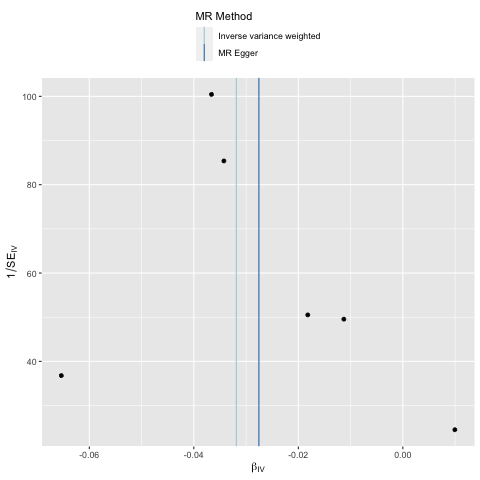 MR Method
Inverse variance weighted
MR Egger
100
80
60
40
1/SE_IV
-0.06
-0.04
-0.02
0.00
β_IV